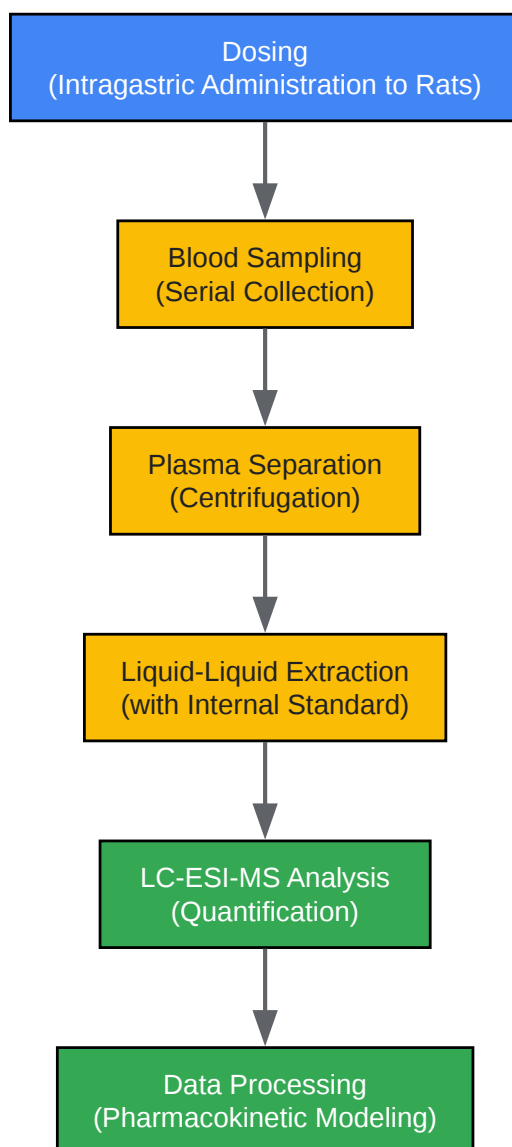 Dosing
(Intragastric Administration to Rats)
Blood Sampling
(Serial Collection)
Plasma Separation
(Centrifugation)
Liquid-Liquid Extraction
(with Internal Standard)
LC-ESI-MS Analysis
(Quantification)
Data Processing
(Pharmacokinetic Modeling)